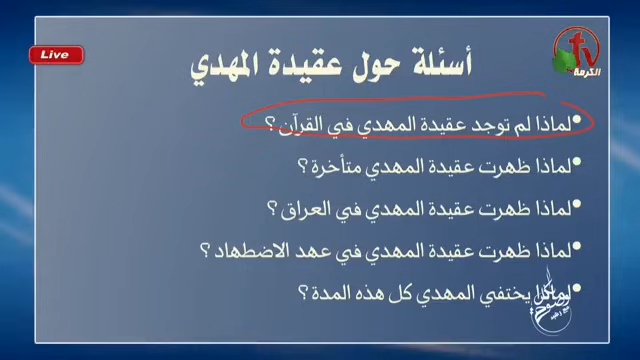 Live
tv
الكرمة
أسئلة حول عقيدة المهدي
•لماذا لم توجد عقيدة المهدي في القرآن ؟
•لماذا ظهرت عقيدة المهدي متأخرة ؟
•لماذا ظهرت عقيدة المهدي في العراق ؟
•لماذا ظهرت عقيدة المهدي في عهد الاضطهاد ؟
يختفي المهدي كل هذه المدة ؟